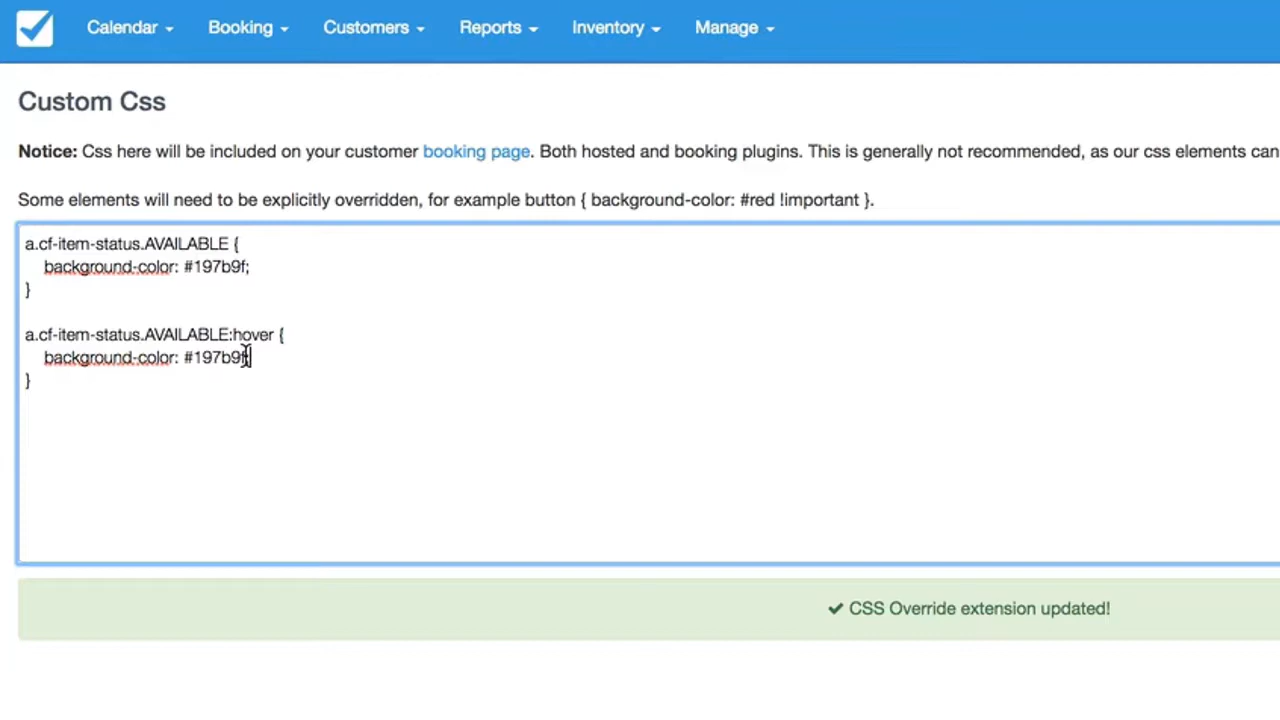 Calendar Booking Customers Reports Inventory Manage
Custom Css
Notice: Css here will be included on your customer booking page. Both hosted and booking plugins. This is generally not recommended, as our css elements can
Some elements will need to be explicitly overridden, for example button { background-color: #red !important }.
a.cf-item-status.AVAILABLE {
background-color: #197b9f;
}
a.cf-item-status.AVAILABLE:hover {
background-color: #197b9f;
}
CSS Override extension updated!